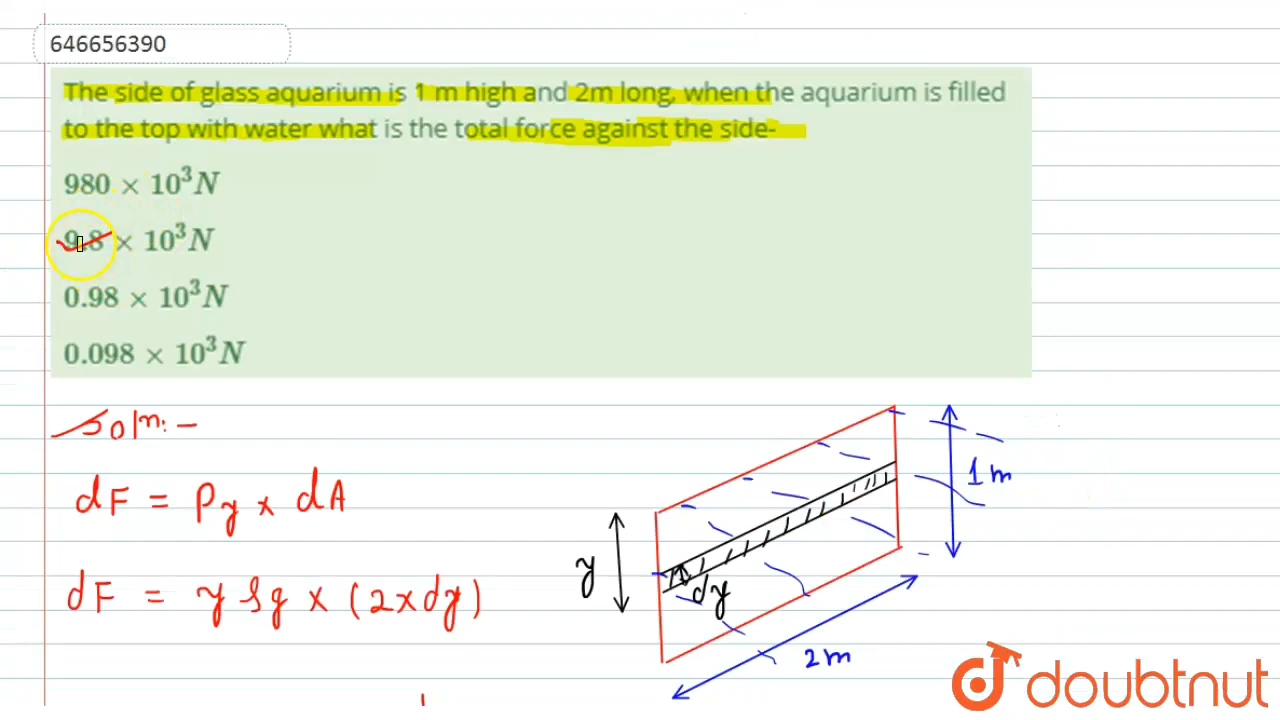 646656390
The side of glass aquarium is 1 m high and 2m long, when the aquarium is filled
to the top with water what is the total force against the side-
980 × 10³N
9.8 × 10³N
0.98 × 10³N
0.098 × 10³N
Soln: -
dF = Py × dA
dF = yρg × (2×dy)
y
dy
1m
2m
doubtnut